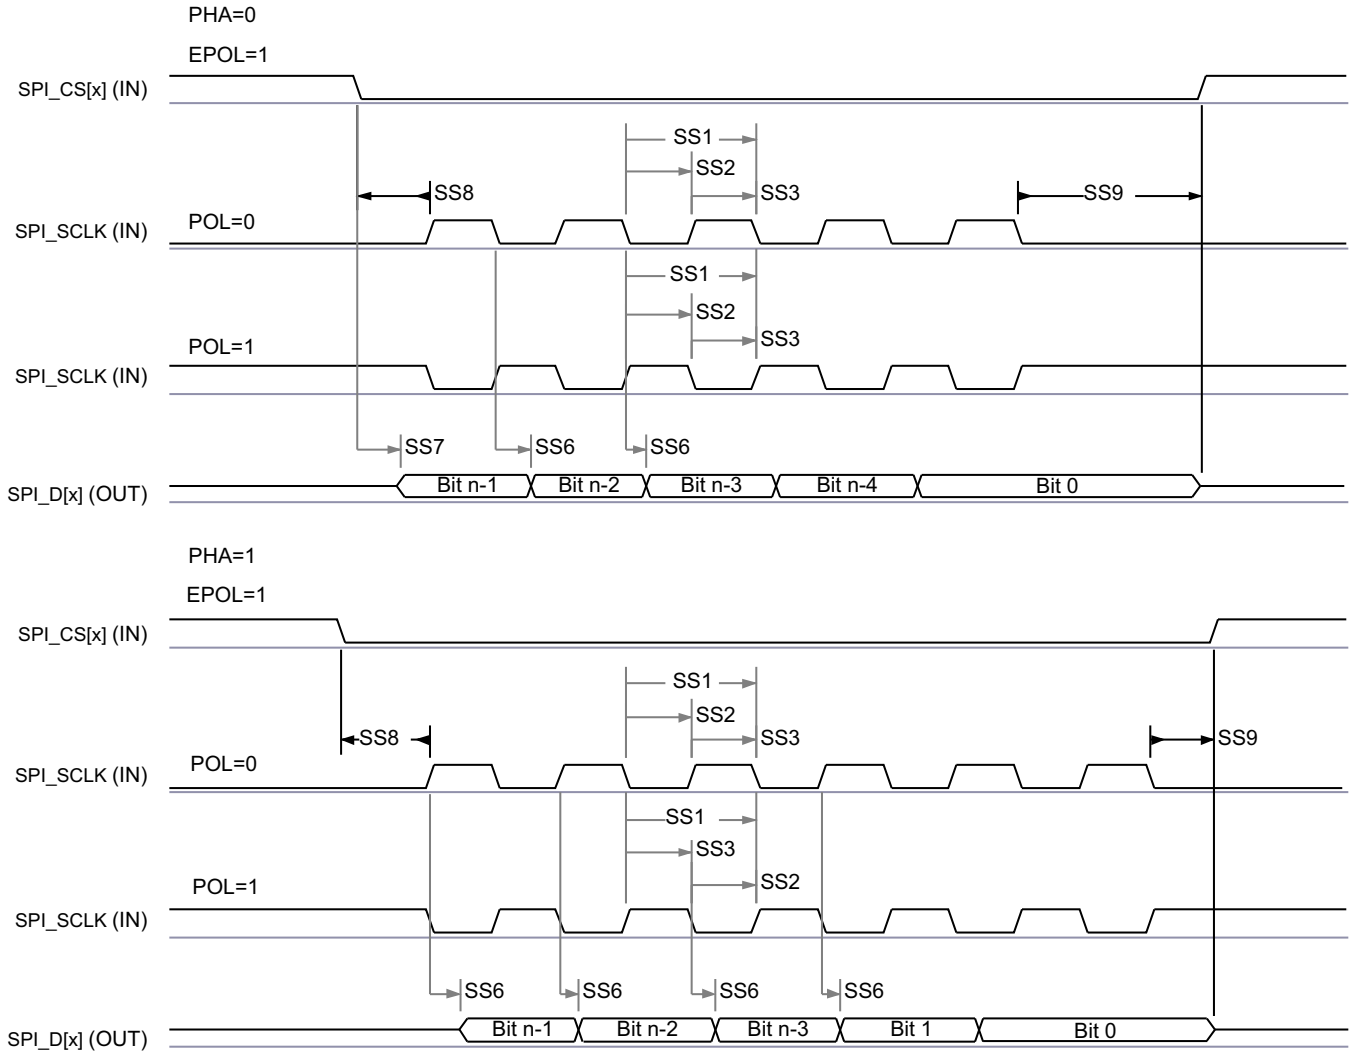 PHA=0
EPOL=1
SPI_CS[x] (IN)
SS1
SS2
SS8
SS3
SS9
POL=0
SPI_SCLK (IN)
SS1
SS2
SS3
POL=1
SPI_SCLK (IN)
SS7
SS6
SS6
SPI_D[x] (OUT)
Bit n-1
Bit n-2
Bit n-3
Bit n-4
Bit 0
PHA=1
EPOL=1
SPI_CS[x] (IN)
SS1
SS2
SS8
SS3
SS9
POL=0
SPI_SCLK (IN)
SS1
SS3
SS2
POL=1
SPI_SCLK (IN)
SS6
SS6
SS6
SS6
SPI_D[x] (OUT)
Bit n-1
Bit n-2
Bit n-3
Bit 1
Bit 0